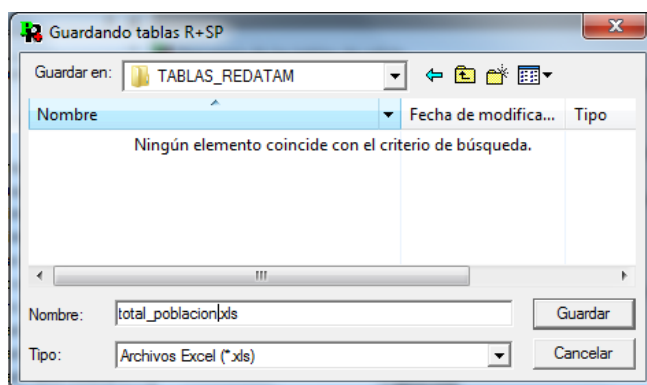 Guardando tablas R+SP
Guardar en: TABLAS_REDATAM
Nombre Fecha de modifica... Tipo
Ningún elemento coincide con el criterio de búsqueda.
Nombre: total_poblacion.xls Guardar
Tipo: Archivos Excel (*.xls) Cancelar